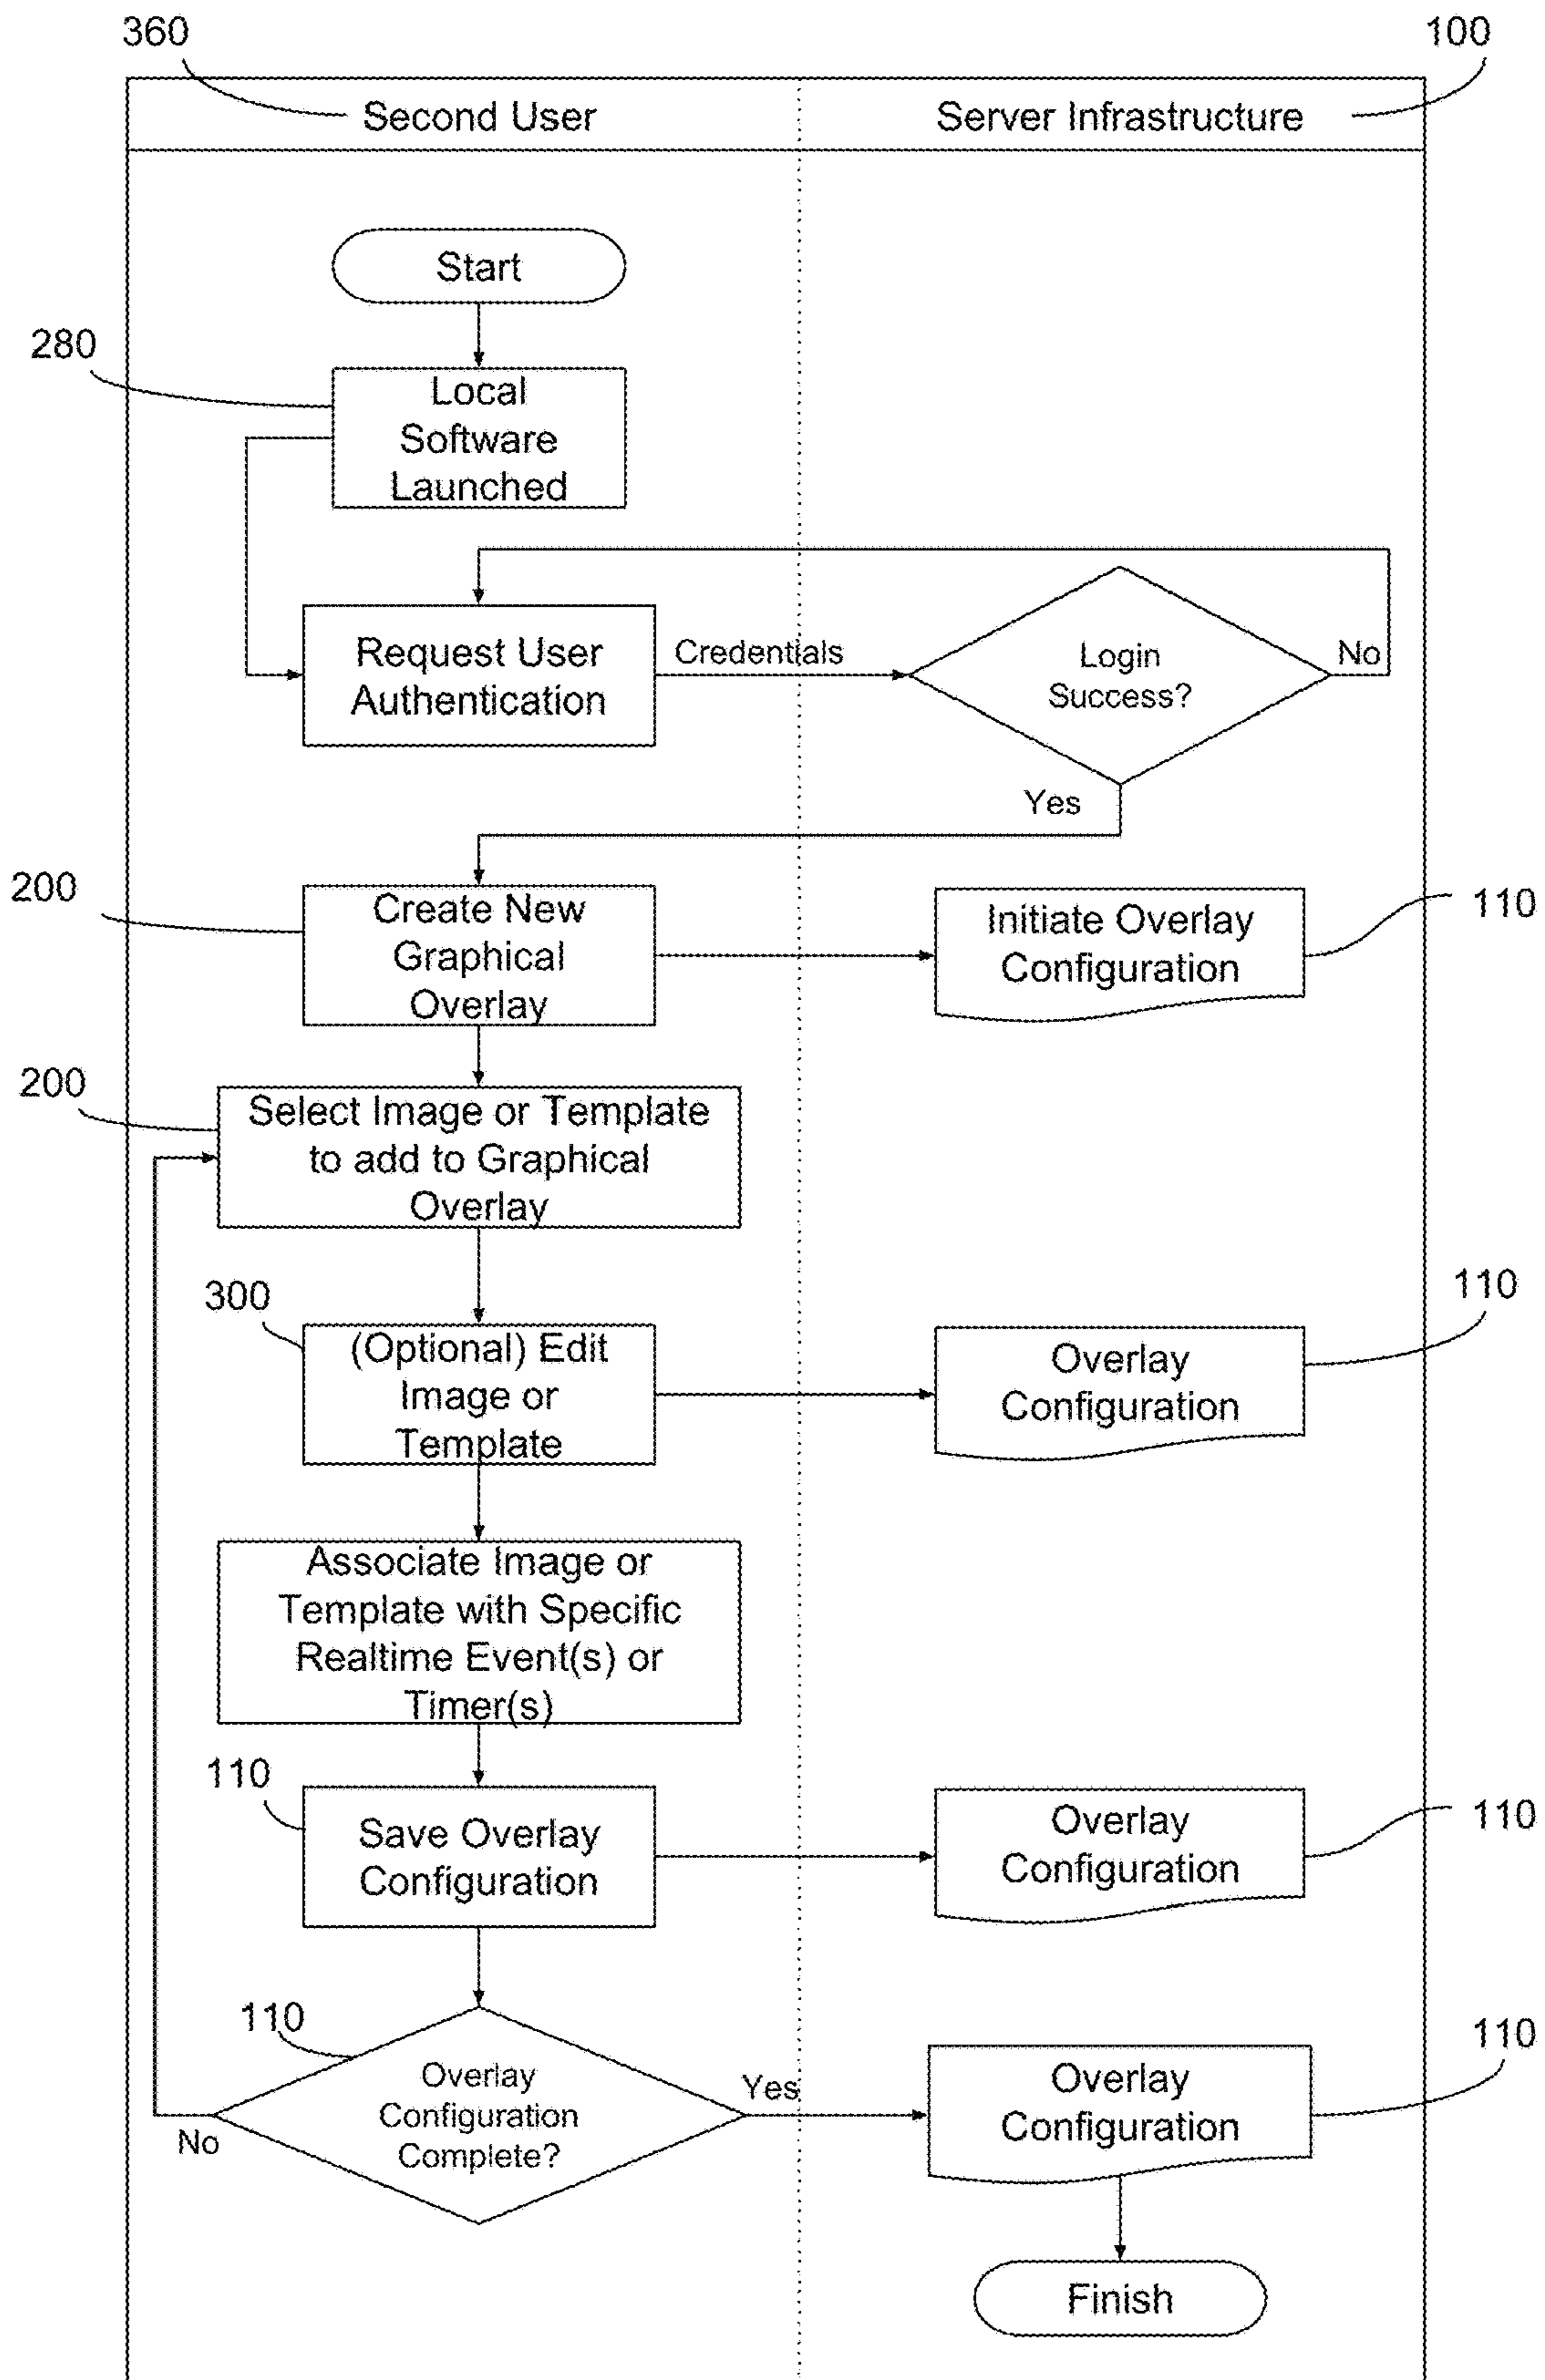 360
100
Second User
Server Infrastructure
Start
280
Local
Software
Launched
Request User
Authentication
Credentials
Login
Success?
No
Yes
200
Create New
Graphical
Overlay
Initiate Overlay
Configuration
110
200
Select Image or Template
to add to Graphical
Overlay
300
(Optional) Edit
Image or
Template
Overlay
Configuration
110
Associate Image or
Template with Specific
Realtime Event(s) or
Timer(s)
110
Save Overlay
Configuration
Overlay
Configuration
110
110
Overlay
Configuration
Complete?
No
Yes
Overlay
Configuration
110
Finish